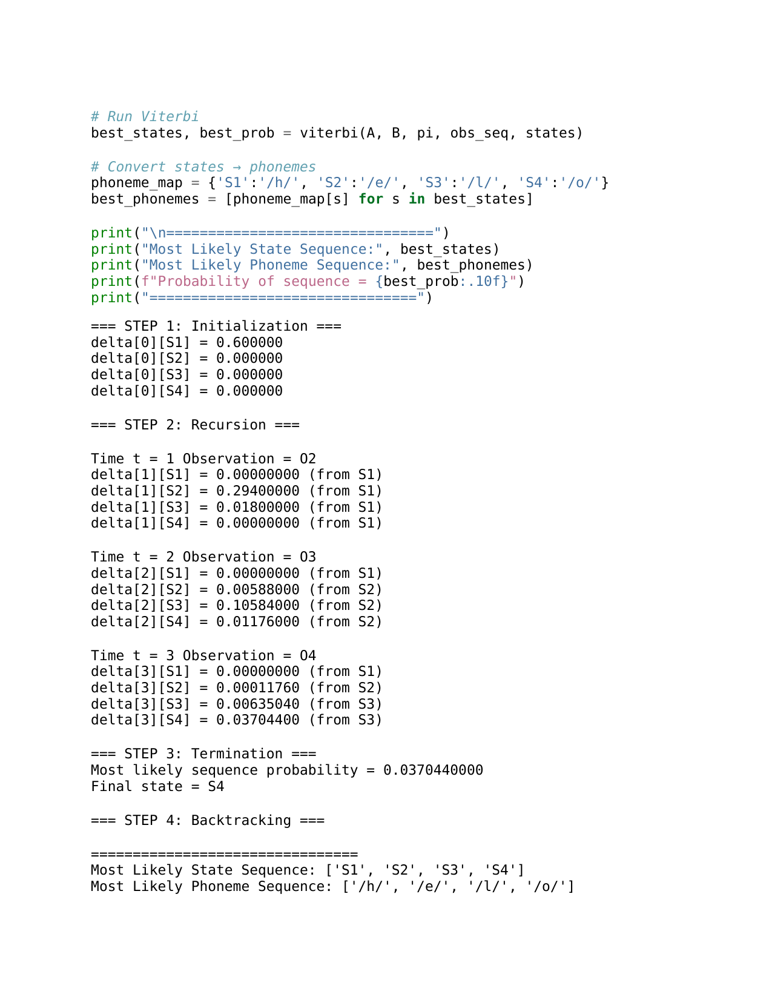 # Run Viterbi
best_states, best_prob = viterbi(A, B, pi, obs_seq, states)
# Convert states → phonemes
phoneme_map = {'S1':'/h/', 'S2':'/e/', 'S3':'/l/', 'S4':'/o/'}
best_phonemes = [phoneme_map[s] for s in best_states]
print("\n================================")
print("Most Likely State Sequence:", best_states)
print("Most Likely Phoneme Sequence:", best_phonemes)
print(f"Probability of sequence = {best_prob:.10f}")
print("================================")
=== STEP 1: Initialization ===
delta[0][S1] = 0.600000
delta[0][S2] = 0.000000
delta[0][S3] = 0.000000
delta[0][S4] = 0.000000
=== STEP 2: Recursion ===
Time t = 1 Observation = O2
delta[1][S1] = 0.00000000 (from S1)
delta[1][S2] = 0.29400000 (from S1)
delta[1][S3] = 0.01800000 (from S1)
delta[1][S4] = 0.00000000 (from S1)
Time t = 2 Observation = O3
delta[2][S1] = 0.00000000 (from S1)
delta[2][S2] = 0.00588000 (from S2)
delta[2][S3] = 0.10584000 (from S2)
delta[2][S4] = 0.01176000 (from S2)
Time t = 3 Observation = O4
delta[3][S1] = 0.00000000 (from S1)
delta[3][S2] = 0.00011760 (from S2)
delta[3][S3] = 0.00635040 (from S3)
delta[3][S4] = 0.03704400 (from S3)
=== STEP 3: Termination ===
Most likely sequence probability = 0.0370440000
Final state = S4
=== STEP 4: Backtracking ===
================================
Most Likely State Sequence: ['S1', 'S2', 'S3', 'S4']
Most Likely Phoneme Sequence: ['/h/', '/e/', '/l/', '/o/']